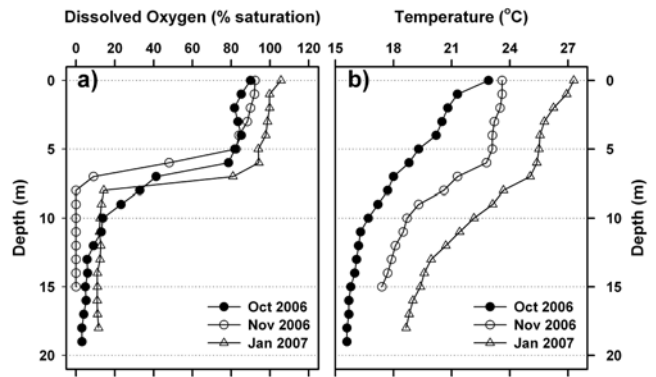 Dissolved Oxygen (% saturation)
Temperature (°C)
0 20 40 60 80 100 120
15 18 21 24 27
a)
b)
Depth (m)
0
5
10
15
20
Oct 2006
Nov 2006
Jan 2007
Oct 2006
Nov 2006
Jan 2007
0
5
10
15
20
Depth (m)